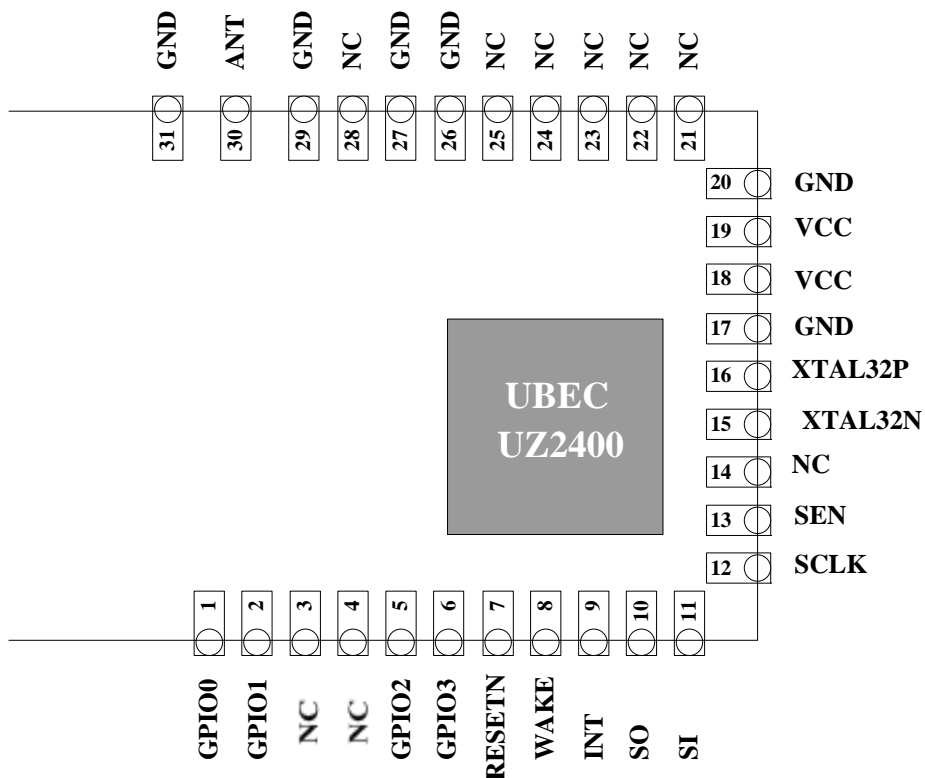 GND ANT GND NC GND GND NC NC NC NC NC
31 30 29 28 27 26 25 24 23 22 21
20 GND
19 VCC
18 VCC
17 GND
16 XTAL32P
UBEC
15 XTAL32N
UZ2400
14 NC
13 SEN
12 SCLK
1 2 3 4 5 6 7 8 9 10 11
GPIO0 GPIO1 NC NC GPIO2 GPIO3 RESETN WAKE INT SO SI